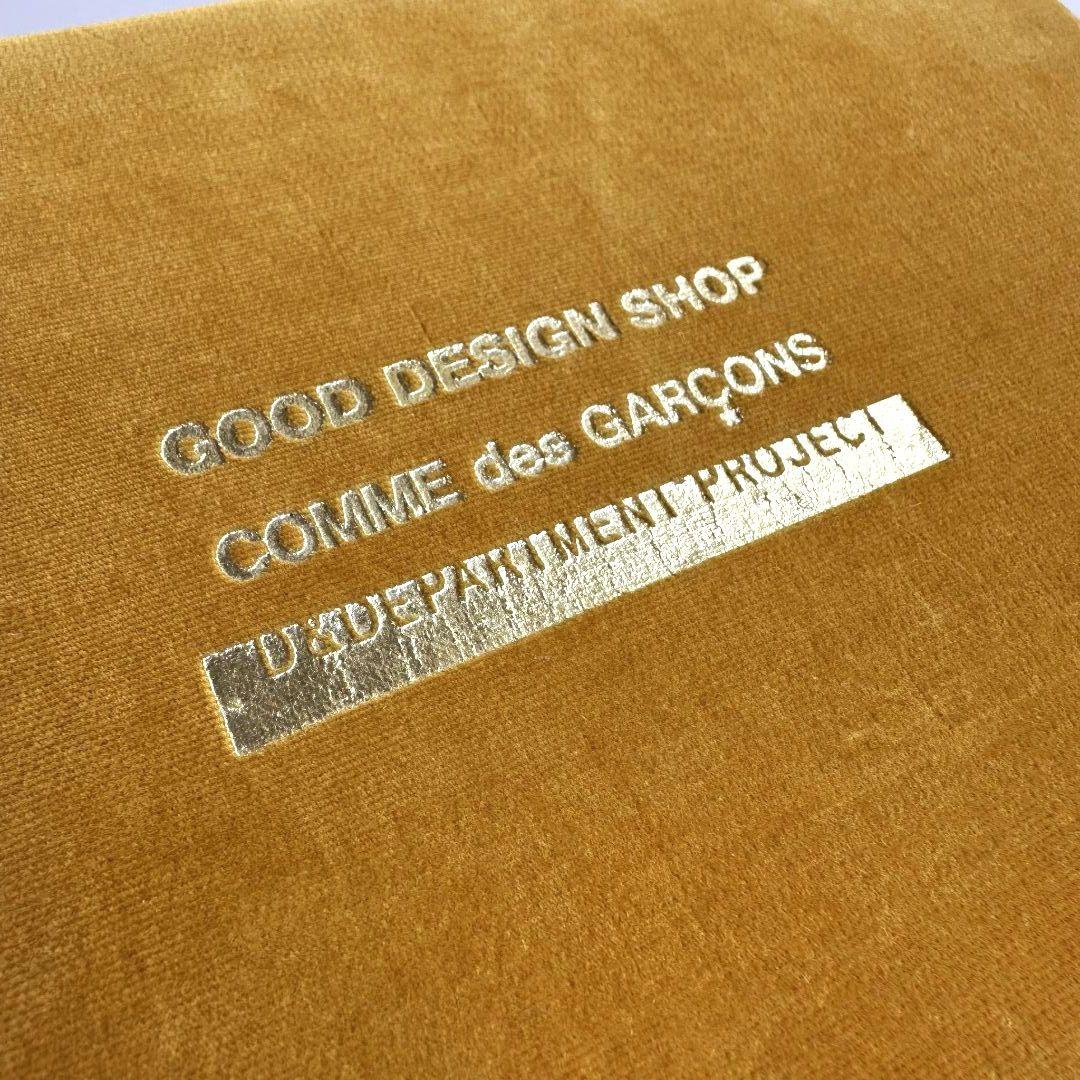 GOOD DESIGN SHOP
COMME des GARÇONS
D&DEPARTMENT PROJECT